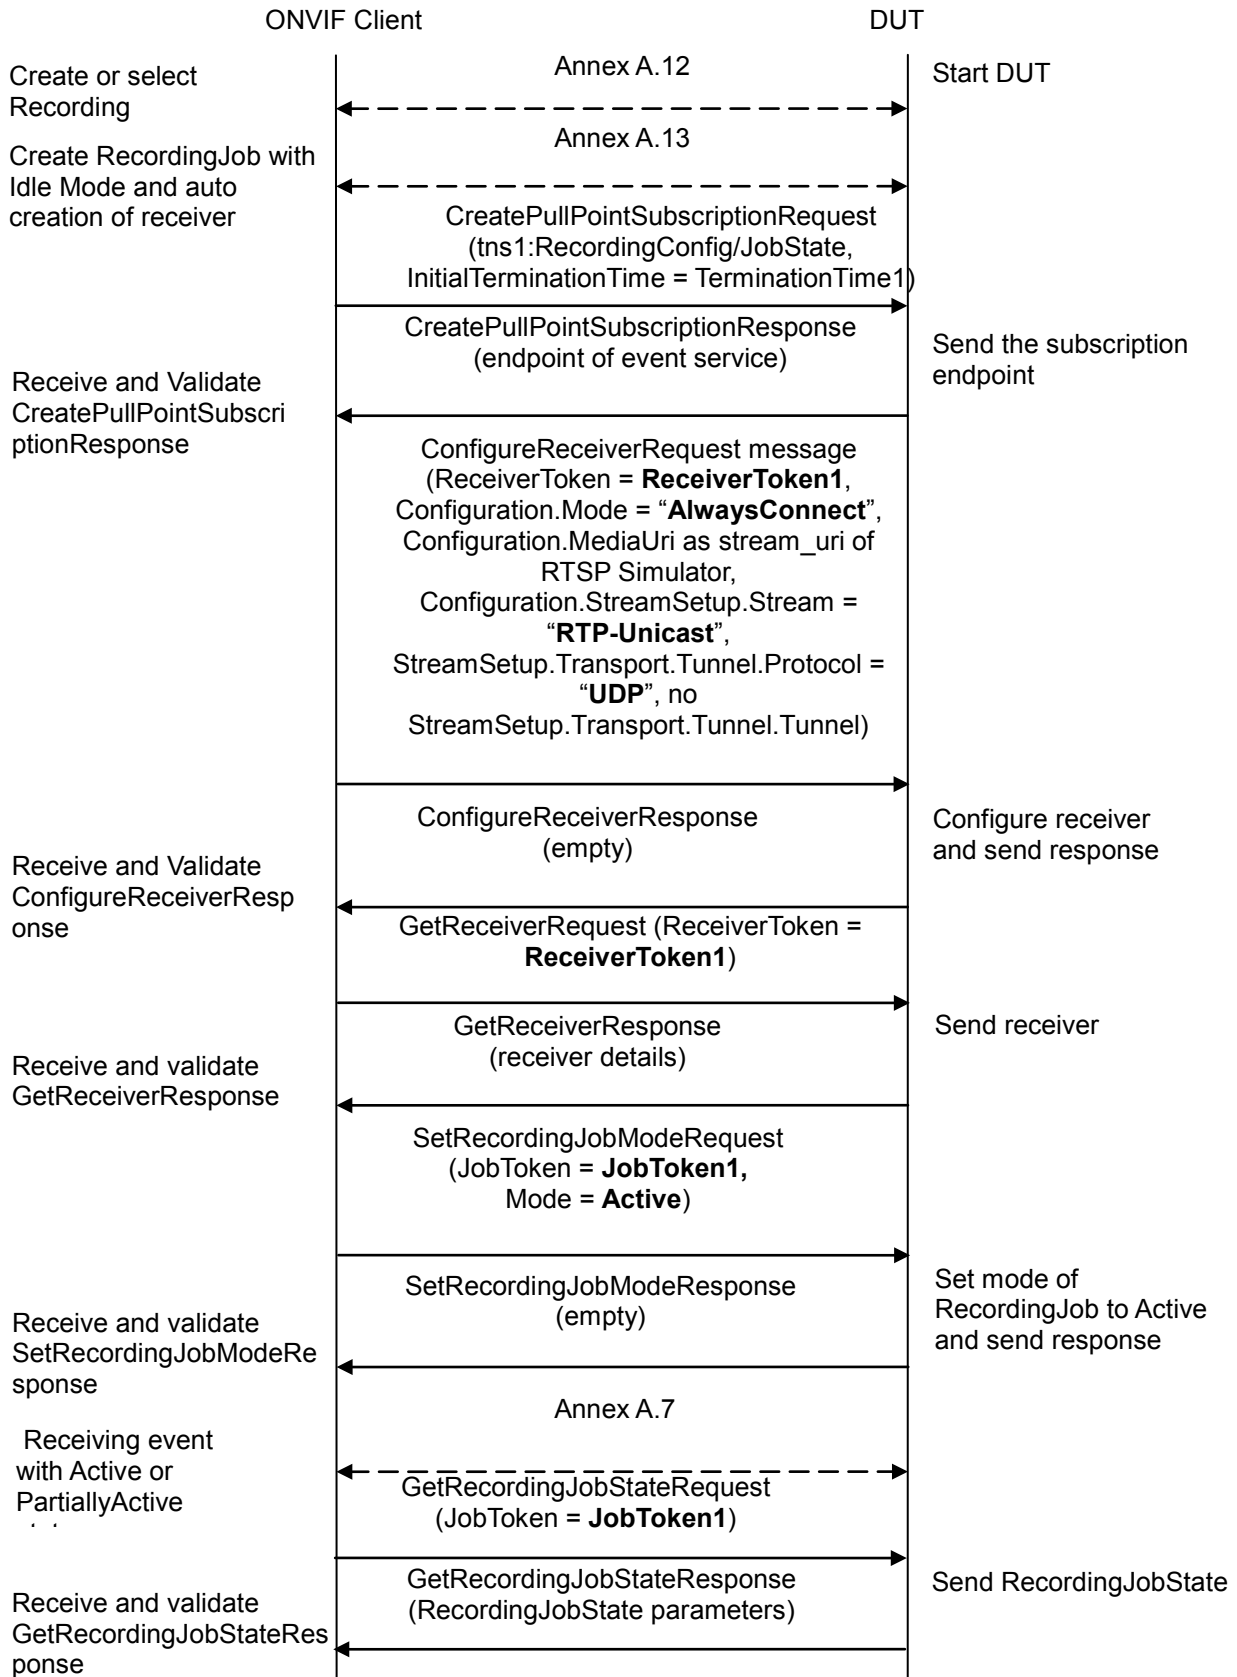 ONVIF Client
DUT
Annex A.12
Create or select
Recording
Start DUT
Annex A.13
Create RecordingJob with
Idle Mode and auto
creation of receiver
CreatePullPointSubscriptionRequest
(tns1:RecordingConfig/JobState,
InitialTerminationTime = TerminationTime1)
CreatePullPointSubscriptionResponse
(endpoint of event service)
Send the subscription
endpoint
Receive and Validate
CreatePullPointSubscri
ptionResponse
ConfigureReceiverRequest message
(ReceiverToken = ReceiverToken1,
Configuration.Mode = “AlwaysConnect”,
Configuration.MediaUri as stream_uri of
RTSP Simulator,
Configuration.StreamSetup.Stream =
“RTP-Unicast”,
StreamSetup.Transport.Tunnel.Protocol =
“UDP”, no
StreamSetup.Transport.Tunnel.Tunnel)
ConfigureReceiverResponse
(empty)
Configure receiver
and send response
Receive and Validate
ConfigureReceiverResp
onse
GetReceiverRequest (ReceiverToken =
ReceiverToken1)
GetReceiverResponse
(receiver details)
Send receiver
Receive and validate
GetReceiverResponse
SetRecordingJobModeRequest
(JobToken = JobToken1,
Mode = Active)
SetRecordingJobModeResponse
(empty)
Set mode of
RecordingJob to Active
and send response
Receive and validate
SetRecordingJobModeRe
sponse
Annex A.7
Receiving event
with Active or
PartiallyActive
GetRecordingJobStateRequest
(JobToken = JobToken1)
GetRecordingJobStateResponse
(RecordingJobState parameters)
Send RecordingJobState
Receive and validate
GetRecordingJobStateRes
ponse